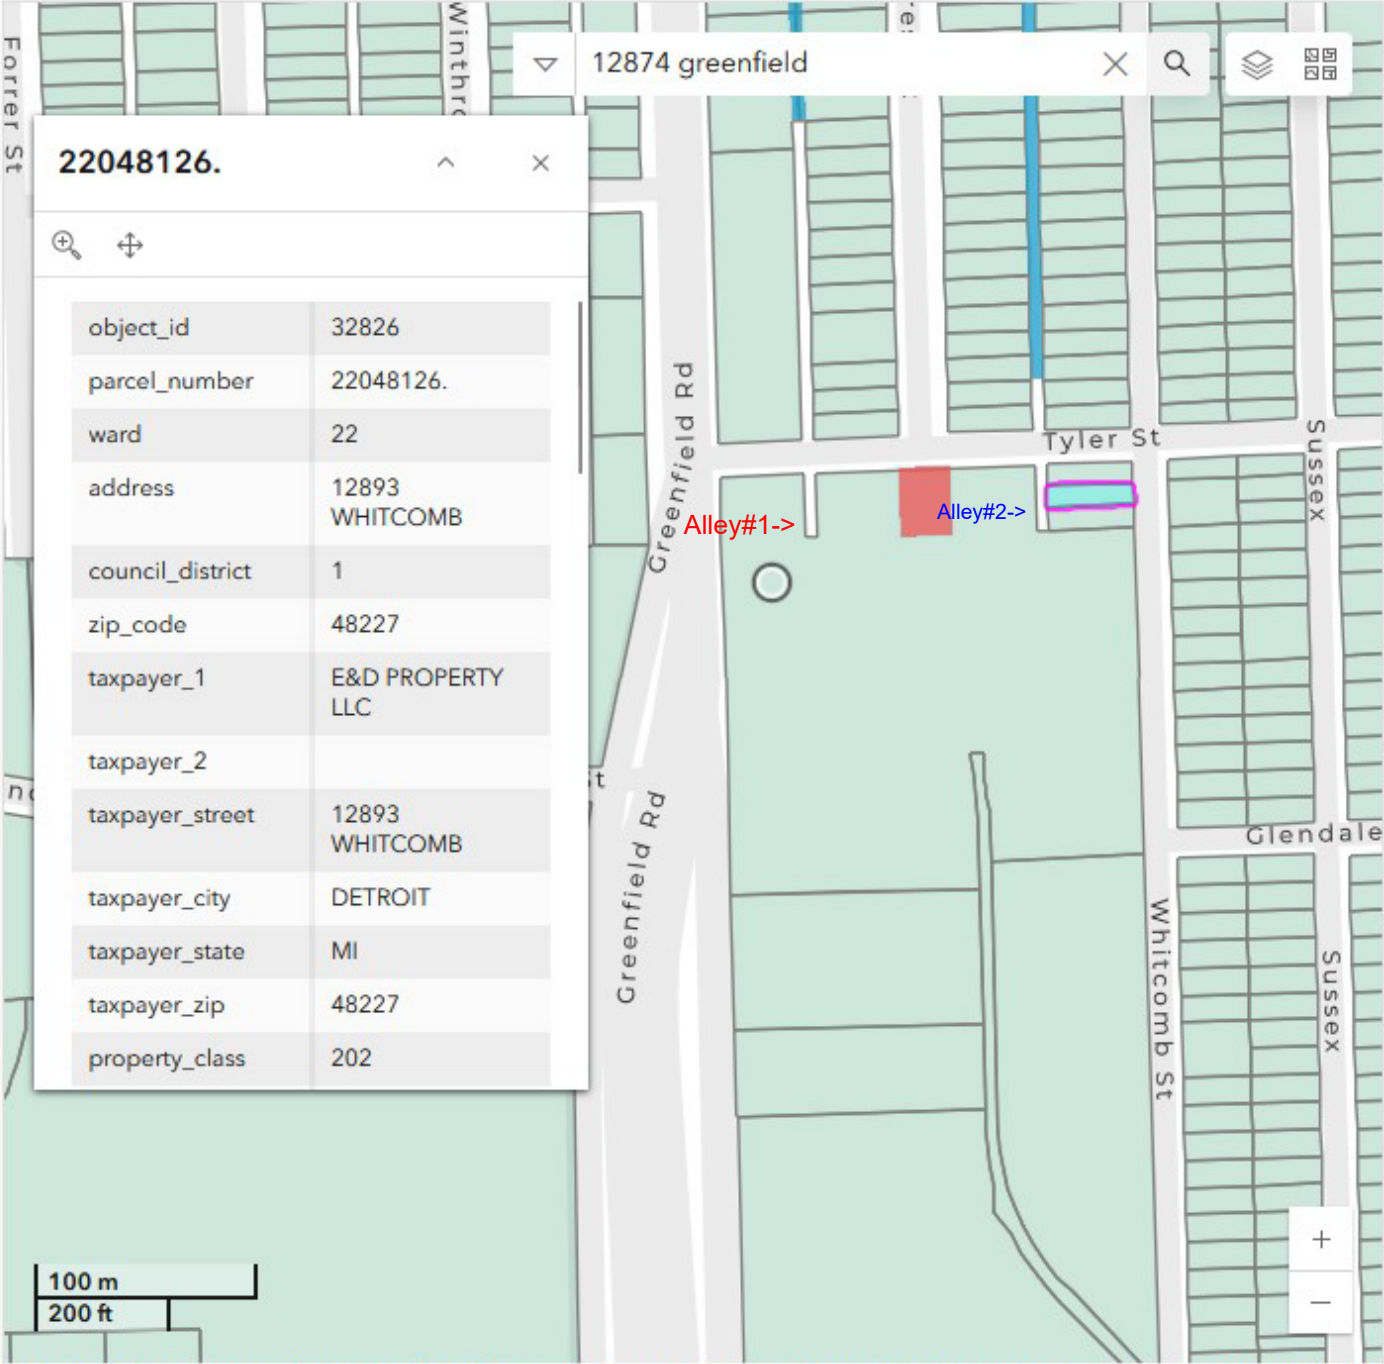 Forrer St
Winthro
12874 greenfield
22048126.
object_id 32826
parcel_number 22048126.
ward 22
address 12893
WHITCOMB
council_district 1
zip_code 48227
taxpayer_1 E&D PROPERTY
LLC
taxpayer_2
taxpayer_street 12893
WHITCOMB
taxpayer_city DETROIT
taxpayer_state MI
taxpayer_zip 48227
property_class 202
Greenfield Rd
Tyler St
Sussex
Alley#1->
Alley#2->
St
Greenfield Rd
Glendale
Whitcomb St
Sussex
100 m
200 ft
+
−